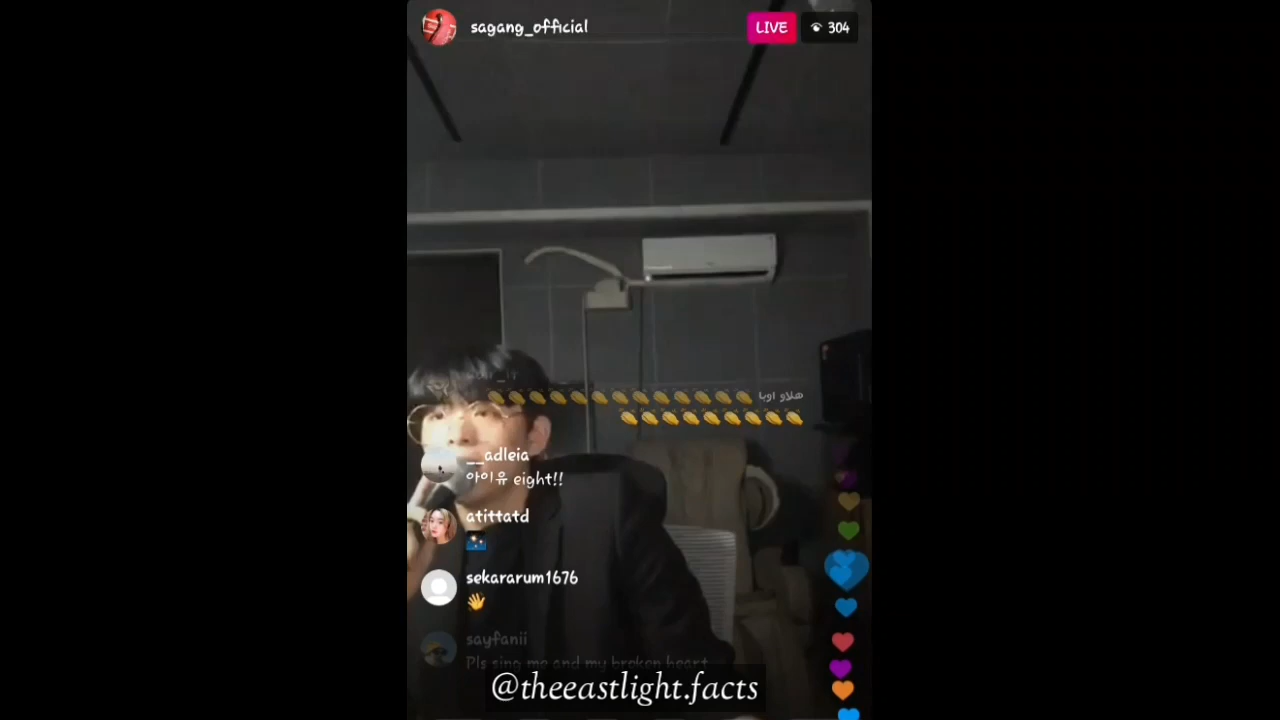 sagang_official
LIVE
304
هلاو اوبا
__adleia
아이유 eight!!
atittatd
sekararum1676
sayfanii
Pls sing me and my broken heart
@theeastlight.facts